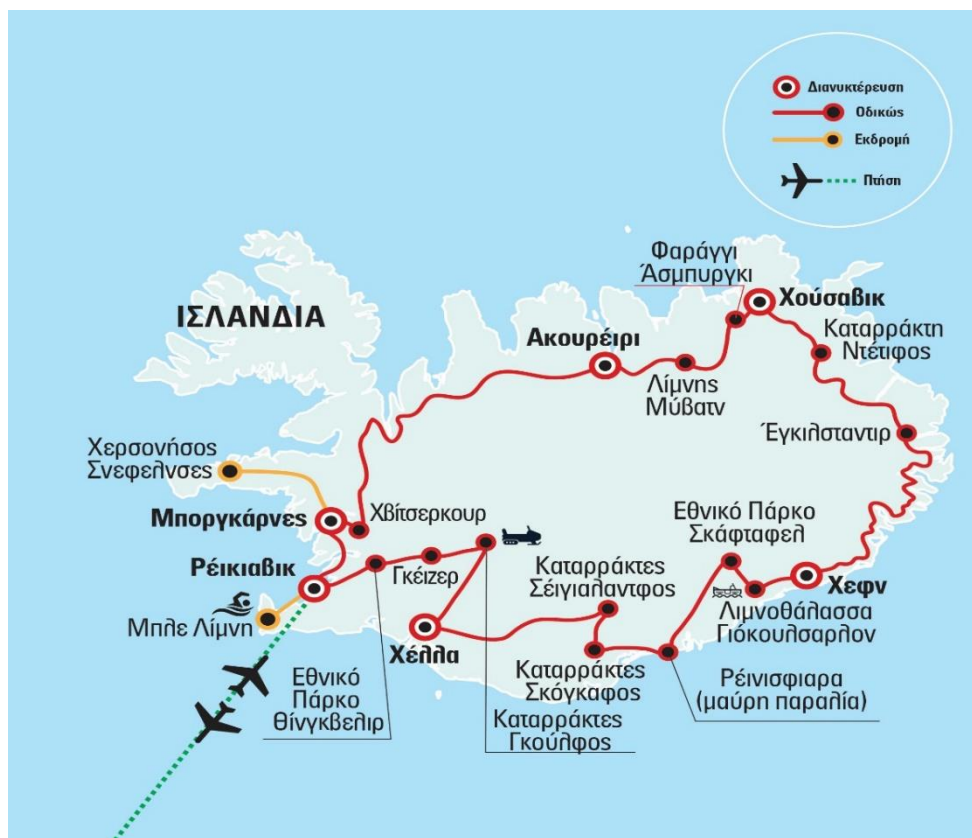 Διανυκτέρευση
Οδικώς
Εκδρομή
Πτήση
ΙΣΛΑΝΔΙΑ
Φαράγγι
Άσμπυργκι
Χούσαβικ
Καταρράκτη
Ντέτιφος
Ακουρέιρι
Λίμνης
Μύβατν
Έγκιλσταντιρ
Χερσονήσος
Σνεφελνσες
Μποργκάρνες
Χβίτσερκουρ
Εθνικό Πάρκο
Σκάφταφελ
Ρέικιαβικ
Γκέιζερ
Καταρράκτες
Σέιγιαλαντφος
Χεφν
Μπλε Λίμνη
Λιμνοθάλασσα
Γιόκουλσαρλον
Χέλλα
Εθνικό
Πάρκο
Θίνγκβελιρ
Καταρράκτες
Σκόγκαφος
Ρέινισφιαρα
(μαύρη παραλία)
Καταρράκτες
Γκούλφος